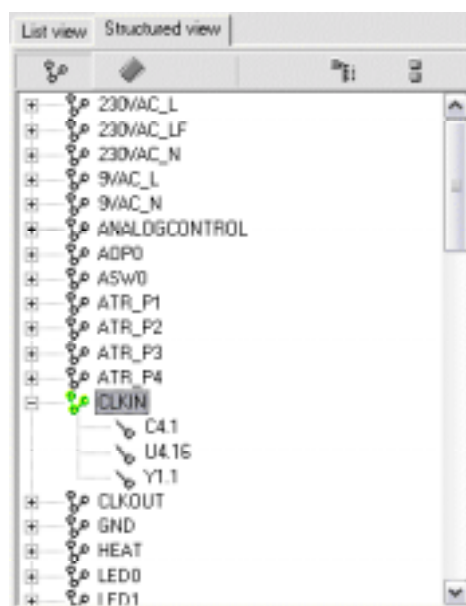 List view Structured view
230VAC_L
230VAC_LF
230VAC_N
9VAC_L
9VAC_N
ANALOGCONTROL
AOP0
ASW0
ATR_P1
ATR_P2
ATR_P3
ATR_P4
CLKIN
C4.1
U4.16
Y1.1
CLKOUT
GND
HEAT
LED0
LED1